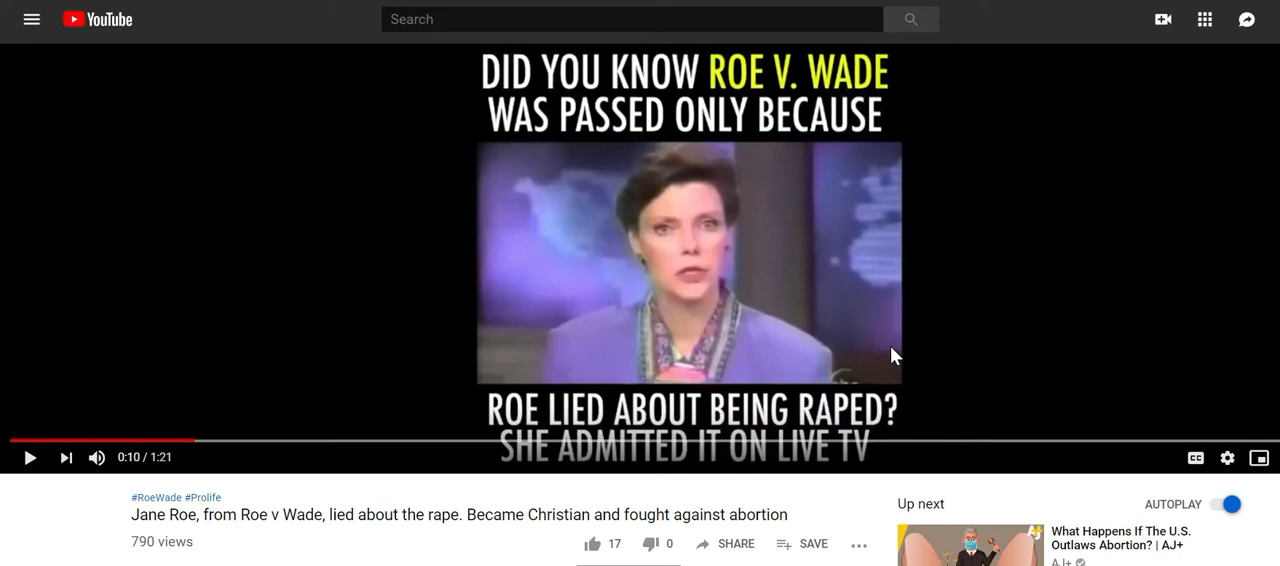 YouTube
Search
DID YOU KNOW ROE V. WADE
WAS PASSED ONLY BECAUSE
ROE LIED ABOUT BEING RAPED?
SHE ADMITTED IT ON LIVE TV
0:10 / 1:21
CC
#RoeWade #Prolife
Jane Roe, from Roe v Wade, lied about the rape. Became Christian and fought against abortion
790 views
17
0
SHARE
SAVE
Up next
AUTOPLAY
What Happens If The U.S.
Outlaws Abortion? | AJ+
AJ+